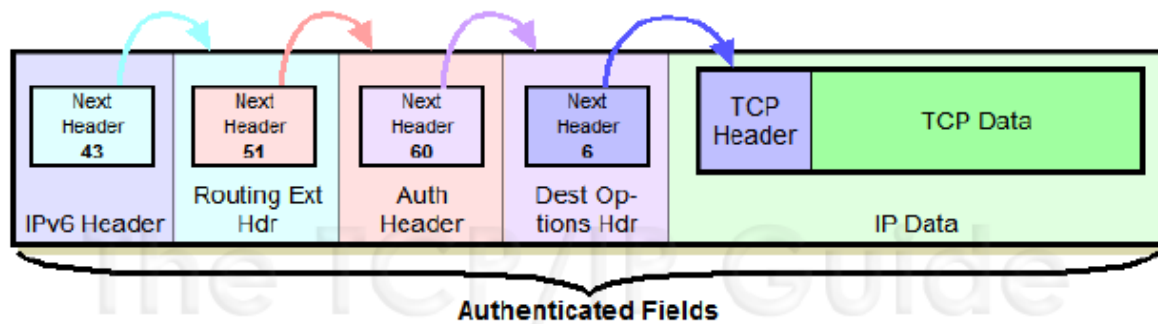 Next
Header
43
IPv6 Header
Next
Header
51
Routing Ext
Hdr
Next
Header
60
Auth
Header
Next
Header
6
Dest Op-
tions Hdr
TCP
Header
TCP Data
IP Data
The TCP/IP Guide
Authenticated Fields